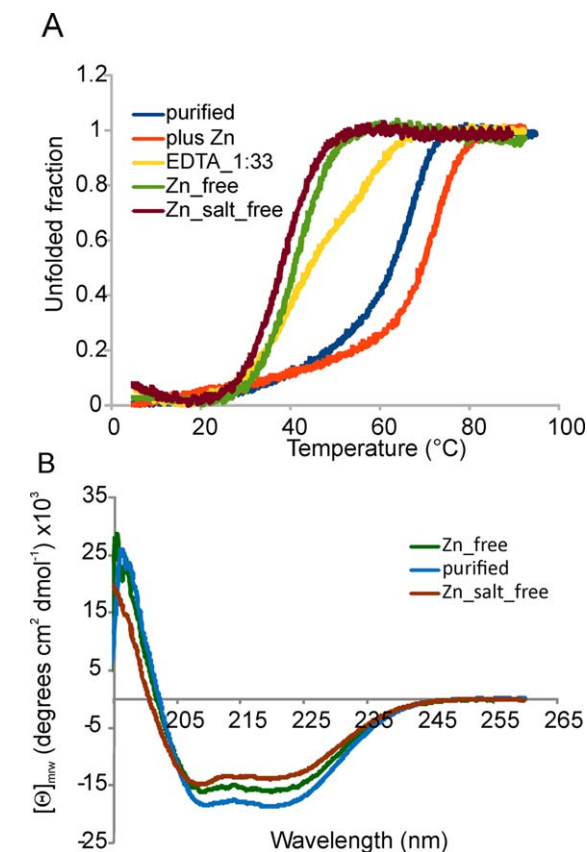 A
1.2
1
0.8
0.6
0.4
0.2
0
Unfolded fraction
purified
plus Zn
EDTA_1:33
Zn_free
Zn_salt_free
0 20 40 60 80 100
Temperature (°C)
B
35
25
15
5
-5
-15
-25
[Θ]mrw (degrees cm² dmol⁻¹) x10³
Zn_free
purified
Zn_salt_free
205 215 225 235 245 255 265
Wavelength (nm)